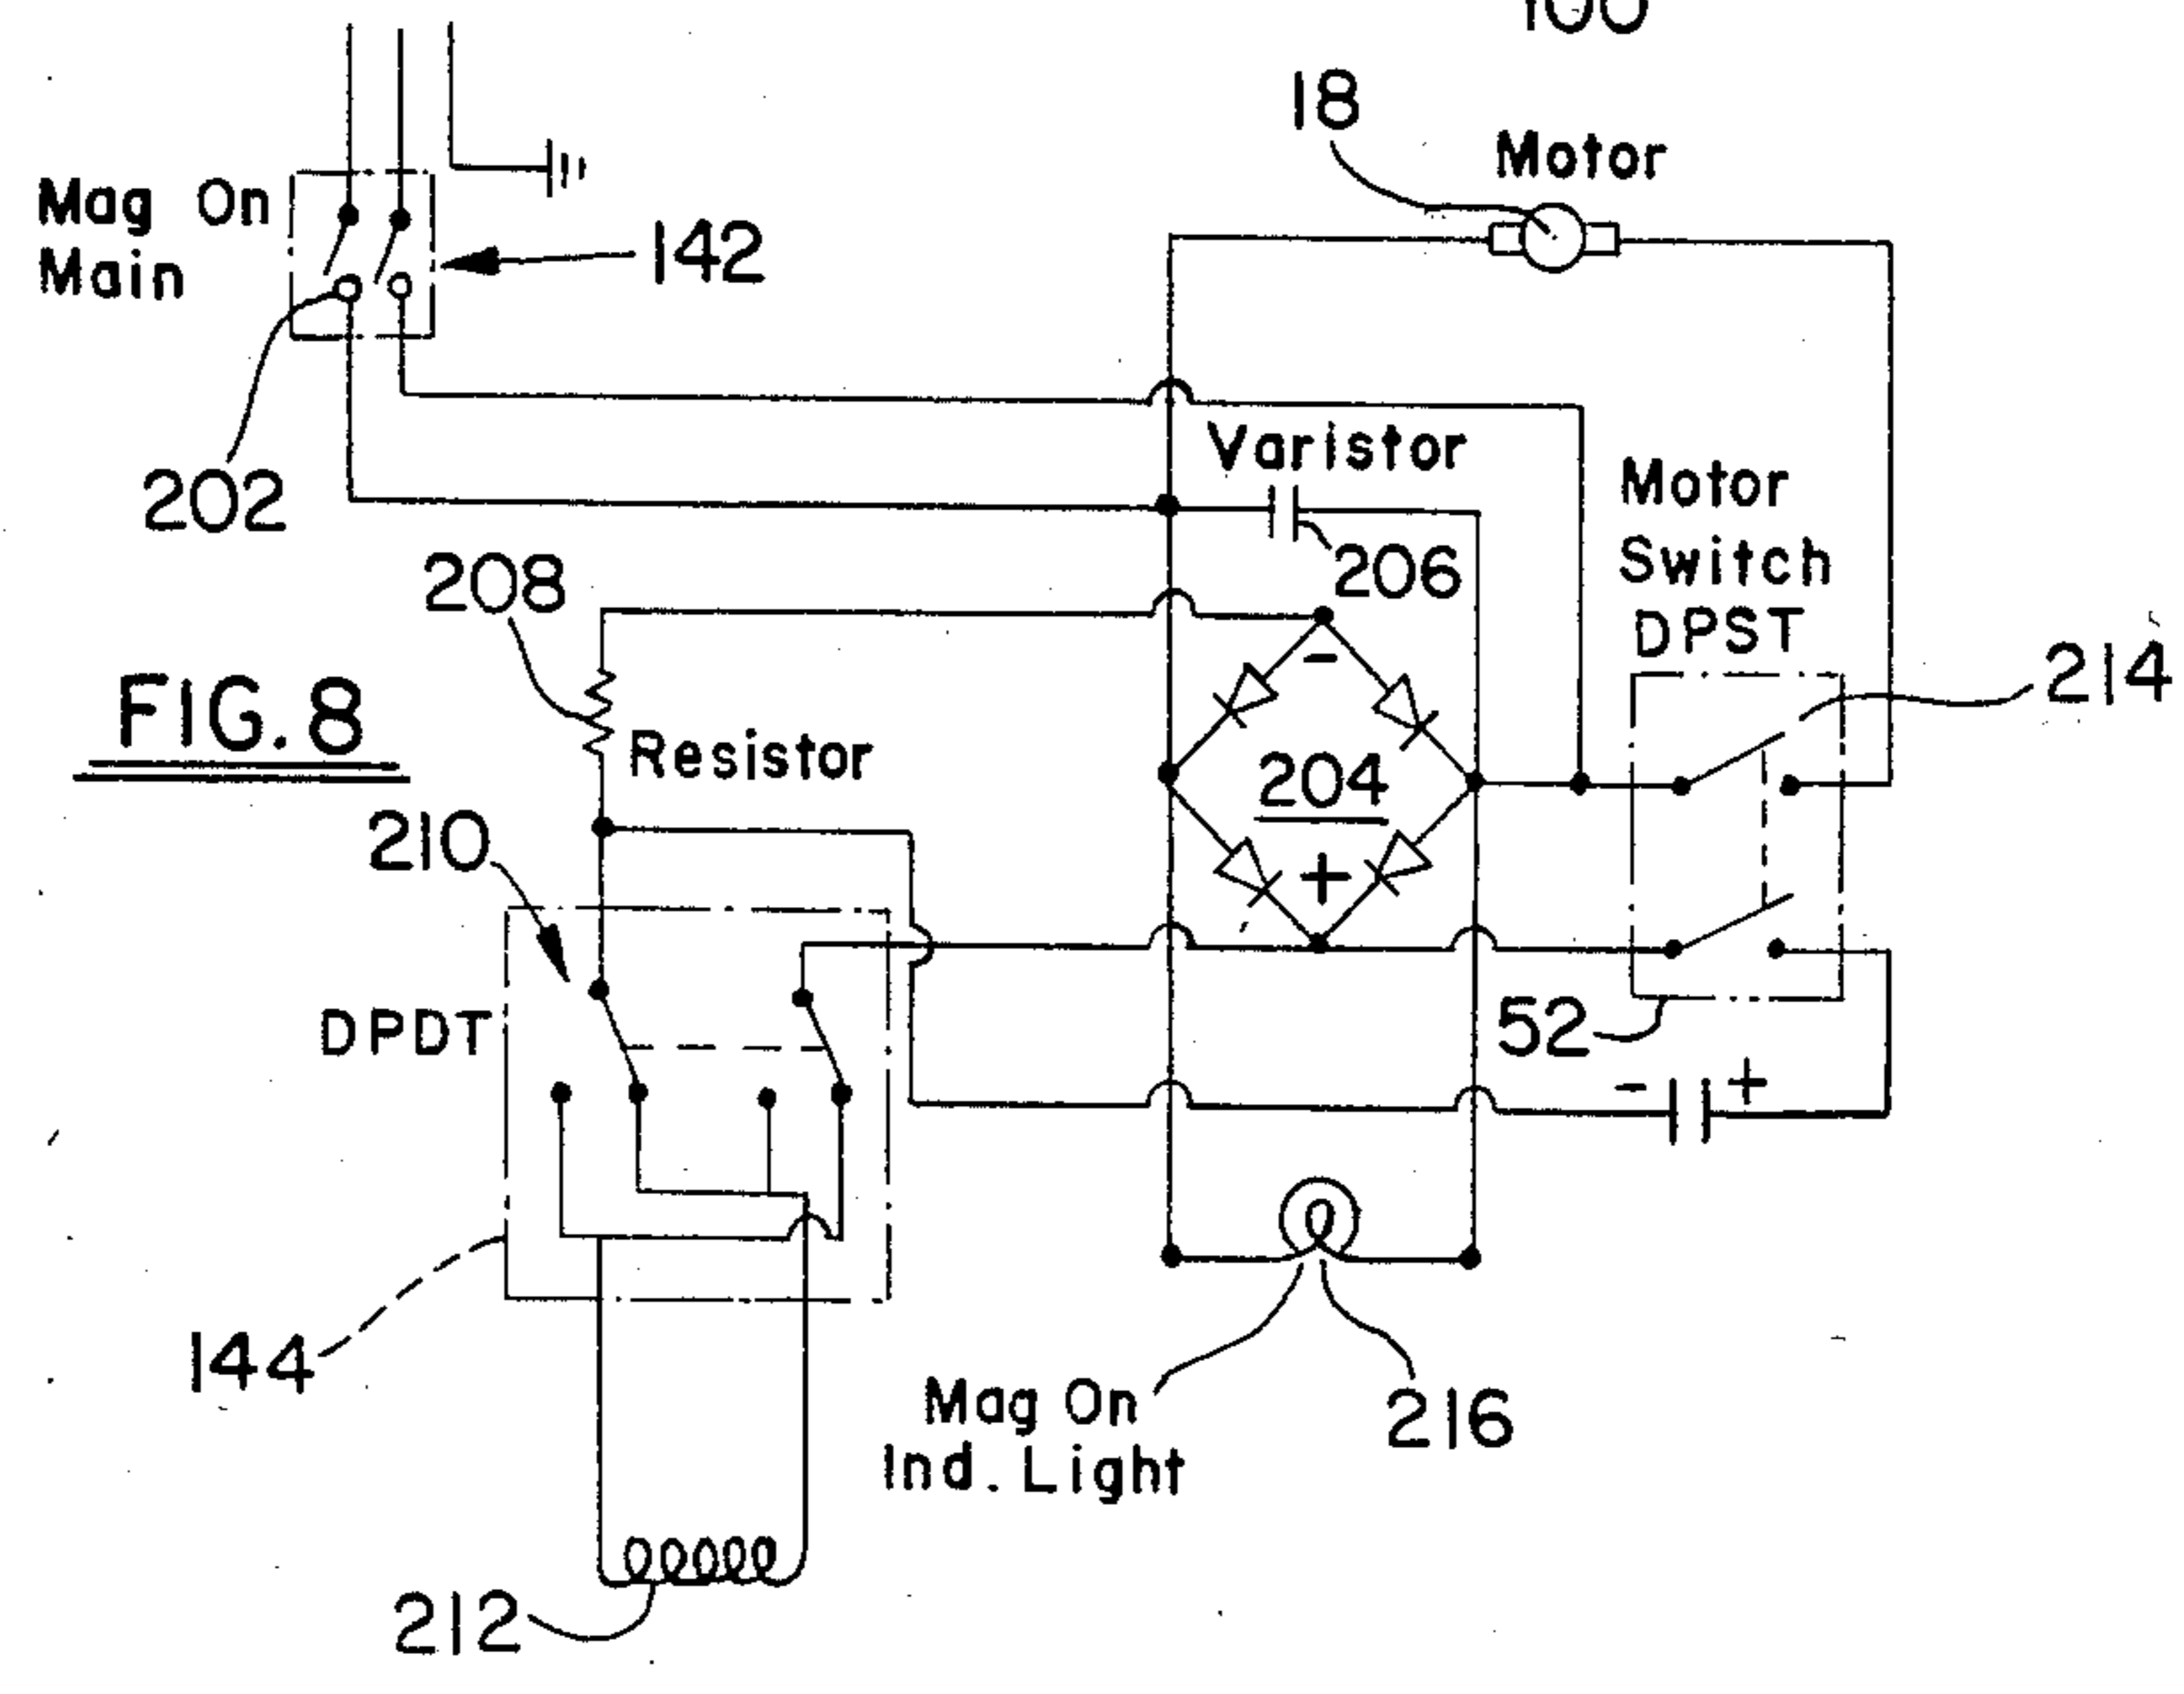 100
18
Motor
Mag On
Main
142
Varistor
202
206
Motor
Switch
DPST
208
214
FIG. 8
Resistor
-
204
210
+
DPDT
52
- +
144
Mag On
Ind. Light
216
212